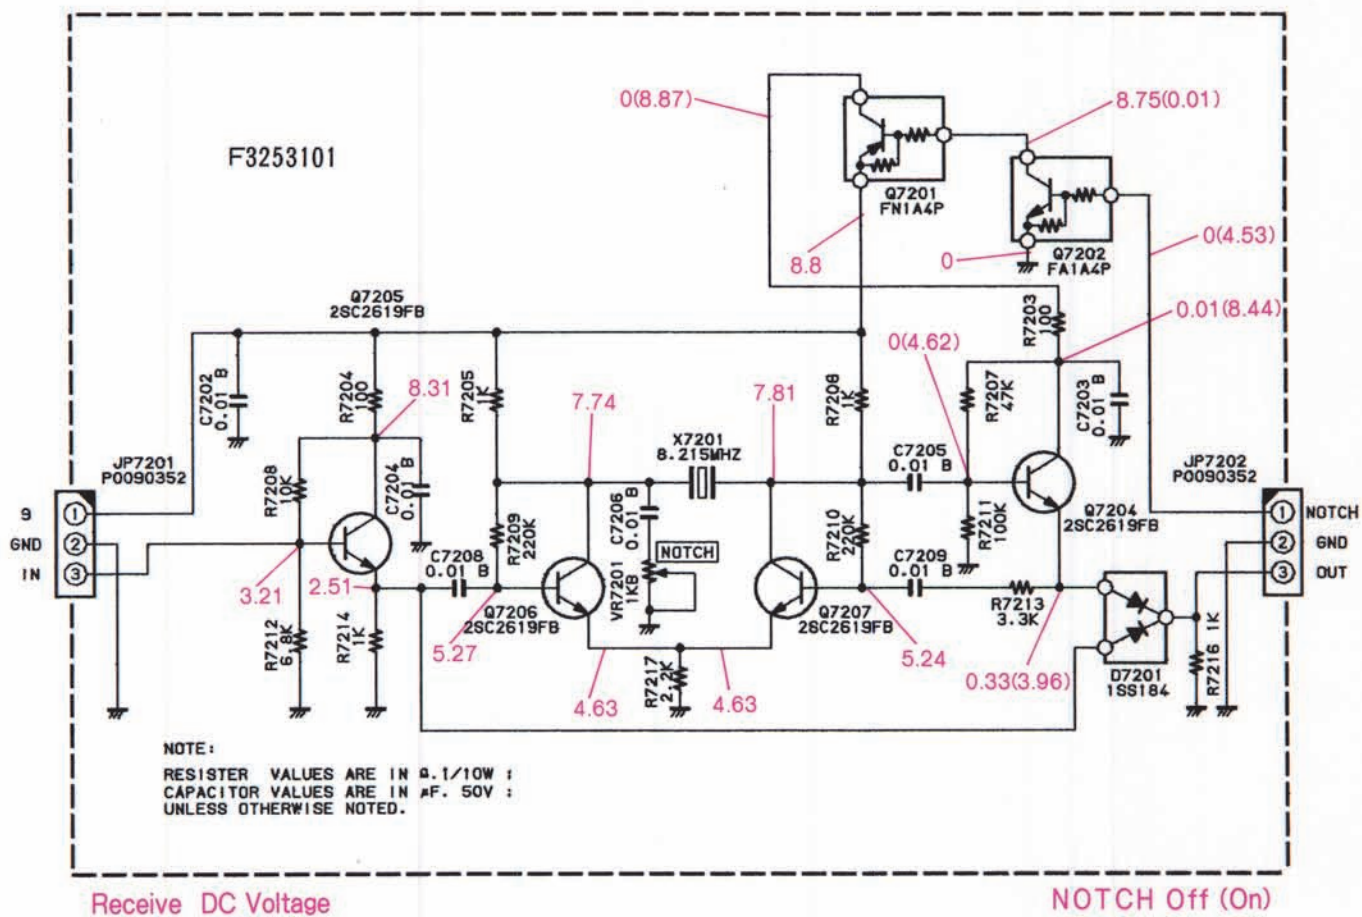 0(8.87)
8.75(0.01)
F3253101
Q7201
FN1A4P
Q7202
FA1A4P
8.8
0
0(4.53)
Q7205
2SC2619FB
R7203
100
0.01(8.44)
0(4.62)
C7202
0.01 B
R7204
100
8.31
R7205
1K
7.74
7.81
R7206
1K
R7207
47K
C7203
0.01 B
X7201
8.215MHZ
C7205
0.01 B
JP7201
P0090352
JP7202
P0090352
R7208
10K
C7204
0.01 B
C7206
0.01 B
9
1
GND
2
IN
3
R7209
220K
R7210
220K
R7211
100K
Q7204
2SC2619FB
1
NOTCH
2
GND
3
OUT
C7208
0.01 B
NOTCH
VR7201
1KB
C7209
0.01 B
3.21
2.51
R7212
6.8K
R7214
1K
Q7206
2SC2619FB
Q7207
2SC2619FB
R7213
3.3K
5.27
5.24
R7217
2.2K
4.63
4.63
0.33(3.96)
D7201
1SS184
R7216 1K
NOTE:
RESISTER VALUES ARE IN Ω.1/10W :
CAPACITOR VALUES ARE IN µF. 50V :
UNLESS OTHERWISE NOTED.
Receive DC Voltage
NOTCH Off (On)